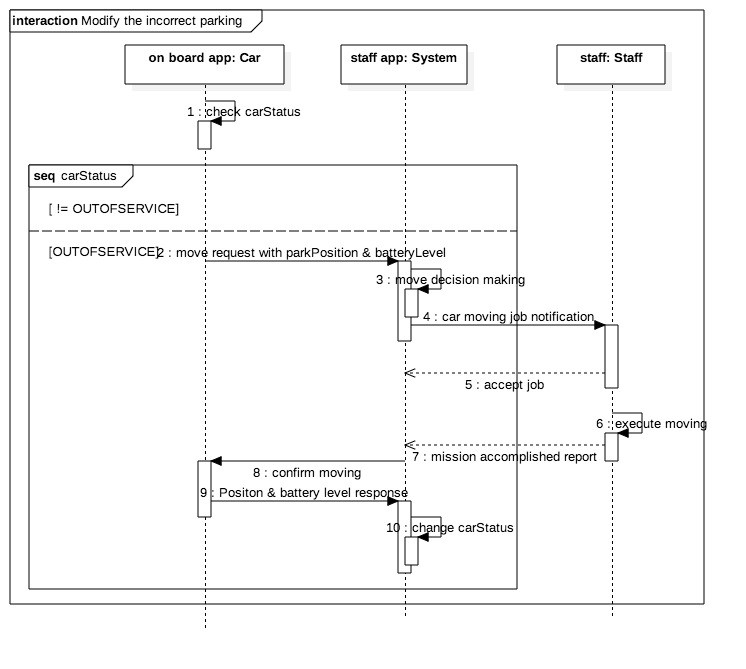 interaction Modify the incorrect parking
on board app: Car
staff app: System
staff: Staff
1 : check carStatus
seq carStatus
[ != OUTOFSERVICE]
[OUTOFSERVICE]
2 : move request with parkPosition & batteryLevel
3 : move decision making
4 : car moving job notification
5 : accept job
6 : execute moving
7 : mission accomplished report
8 : confirm moving
9 : Positon & battery level response
10 : change carStatus